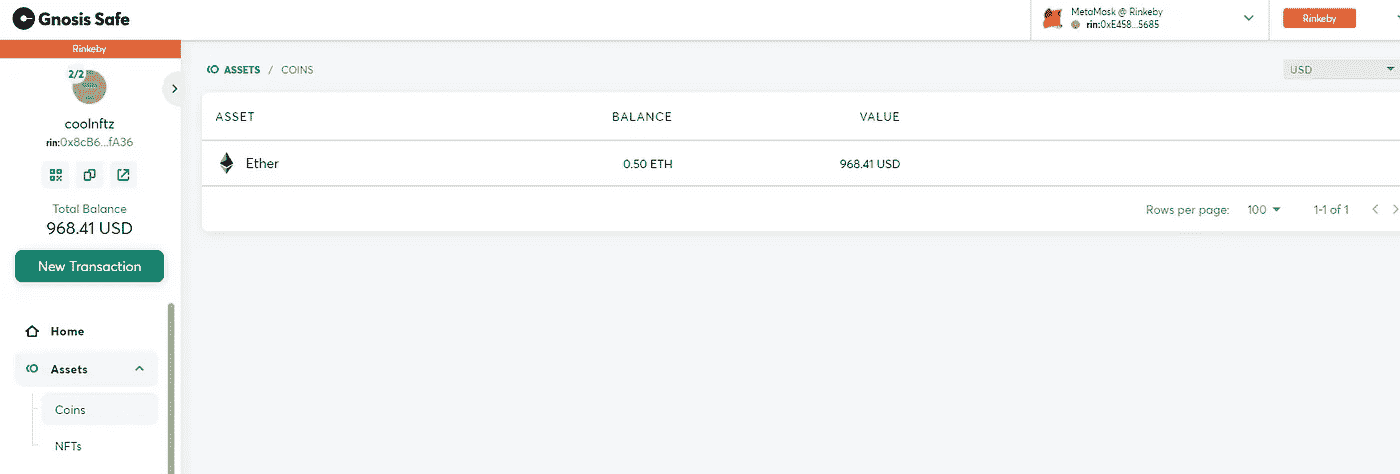 Gnosis Safe
MetaMask @ Rinkeby
rin:0xE458...5685
Rinkeby
Rinkeby
2/2
coolnftz
rin:0x8cB6...fA36
Total Balance
968.41 USD
New Transaction
Home
Assets
Coins
NFTs
ASSETS / COINS
USD
ASSET BALANCE VALUE
Ether 0.50 ETH 968.41 USD
Rows per page: 100 1-1 of 1